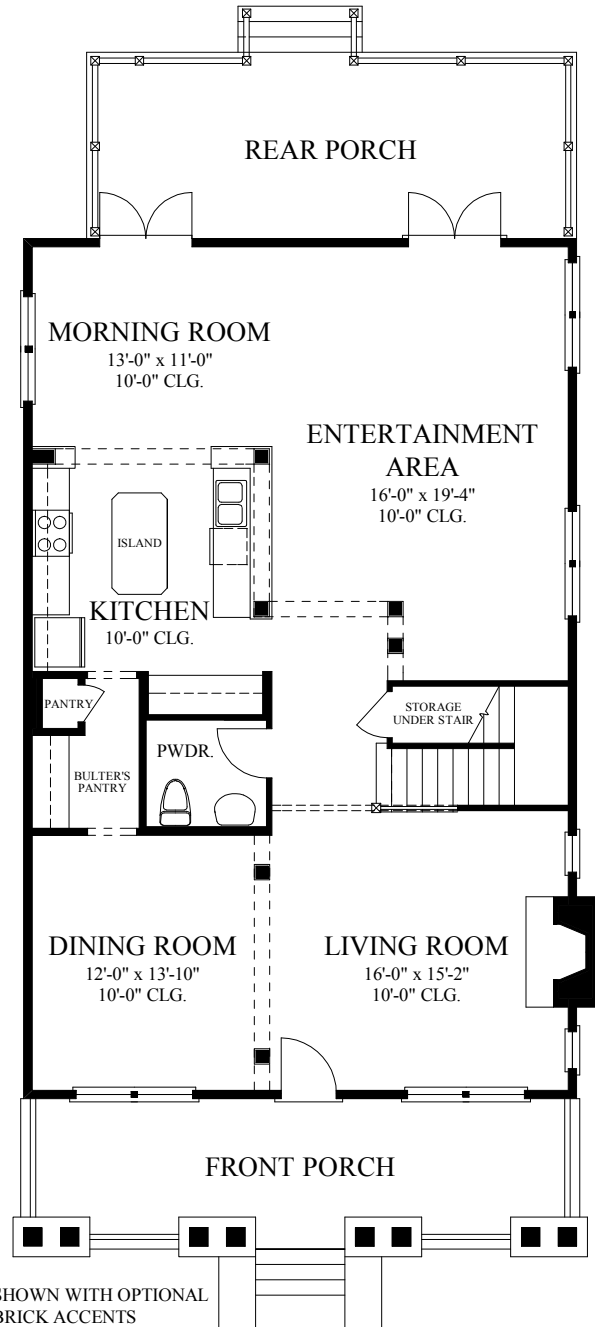 REAR PORCH
MORNING ROOM
13'-0" x 11'-0"
10'-0" CLG.
ENTERTAINMENT
AREA
16'-0" x 19'-4"
10'-0" CLG.
ISLAND
KITCHEN
10'-0" CLG.
PANTRY
STORAGE
UNDER STAIR
PWDR.
BULTER'S
PANTRY
DINING ROOM
12'-0" x 13'-10"
10'-0" CLG.
LIVING ROOM
16'-0" x 15'-2"
10'-0" CLG.
FRONT PORCH
SHOWN WITH OPTIONAL
BRICK ACCENTS